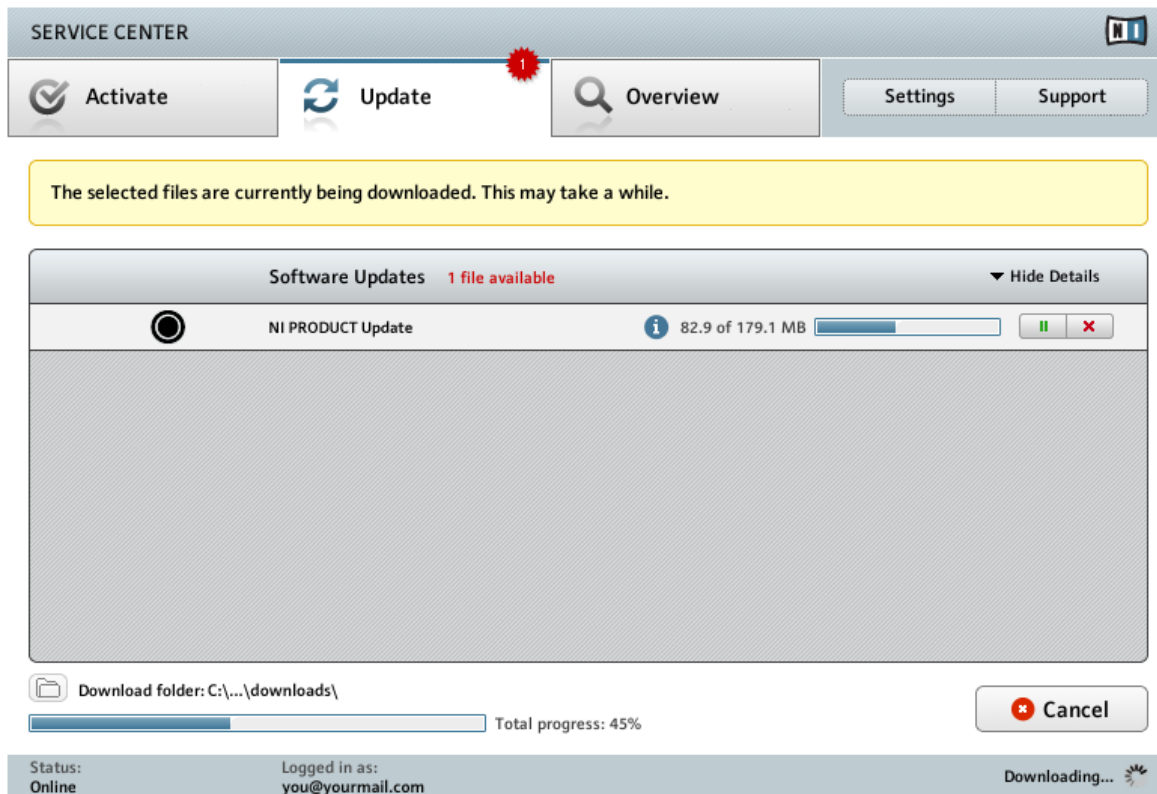 SERVICE CENTER
NI
1
Activate
Update
Overview
Settings
Support
The selected files are currently being downloaded. This may take a while.
Software Updates 1 file available
Hide Details
NI PRODUCT Update
82.9 of 179.1 MB
Download folder: C:\...\downloads\
Total progress: 45%
Cancel
Status:
Online
Logged in as:
you@yourmail.com
Downloading...